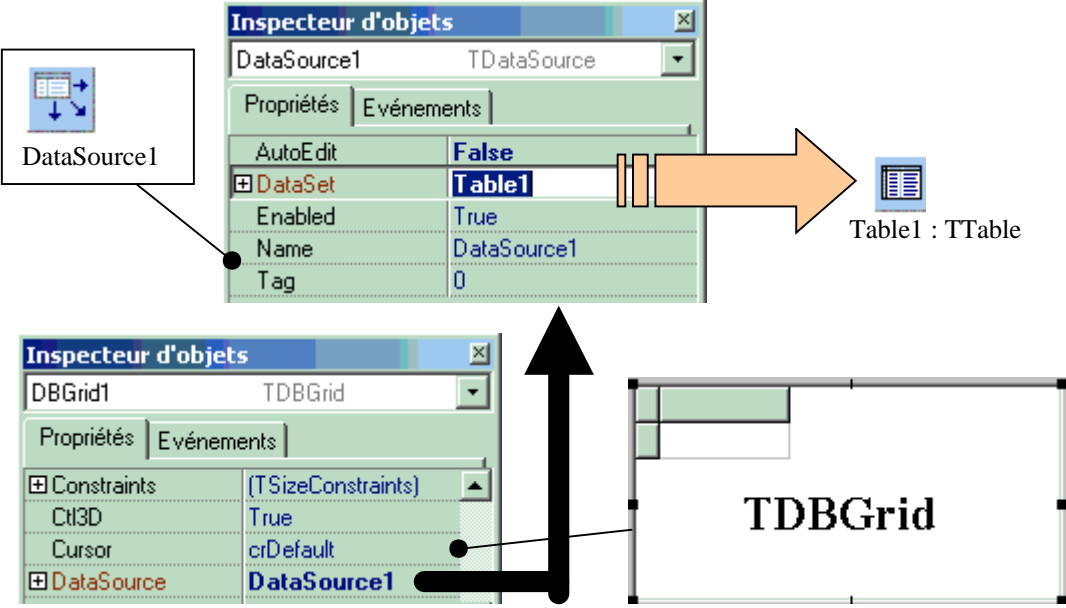 Inspecteur d'objets
DataSource1 TDataSource
Propriétés Evénements
AutoEdit False
DataSet Table1
Enabled True
Name DataSource1
Tag 0
DataSource1
Table1 : TTable
Inspecteur d'objets
DBGrid1 TDBGrid
Propriétés Evénements
Constraints (TSizeConstraints)
Ctl3D True
Cursor crDefault
DataSource DataSource1
TDBGrid